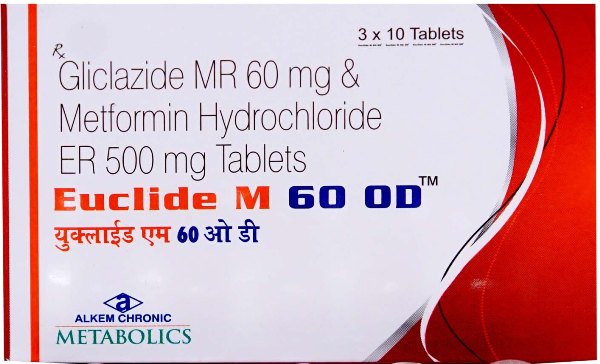 3 x 10 Tablets
Rx
Gliclazide MR 60 mg &
Metformin Hydrochloride
ER 500 mg Tablets
Euclide M 60 OD™
युक्लाईड एम 60 ओ डी
a
ALKEM CHRONIC
METABOLICS